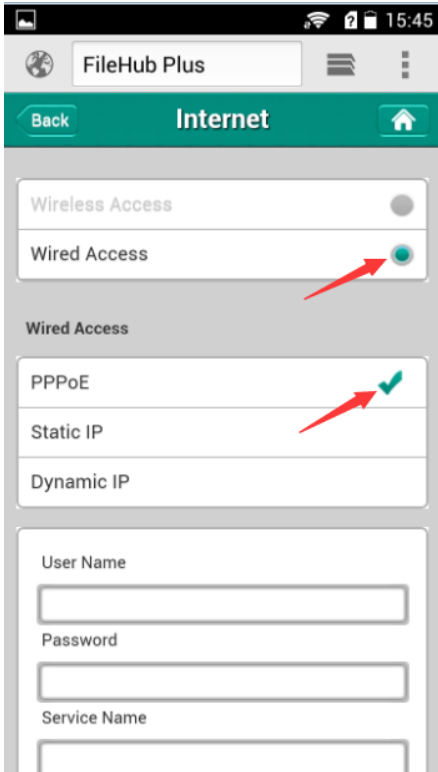 15:45
FileHub Plus
Back
Internet
Wireless Access
Wired Access
Wired Access
PPPoE
Static IP
Dynamic IP
User Name
Password
Service Name